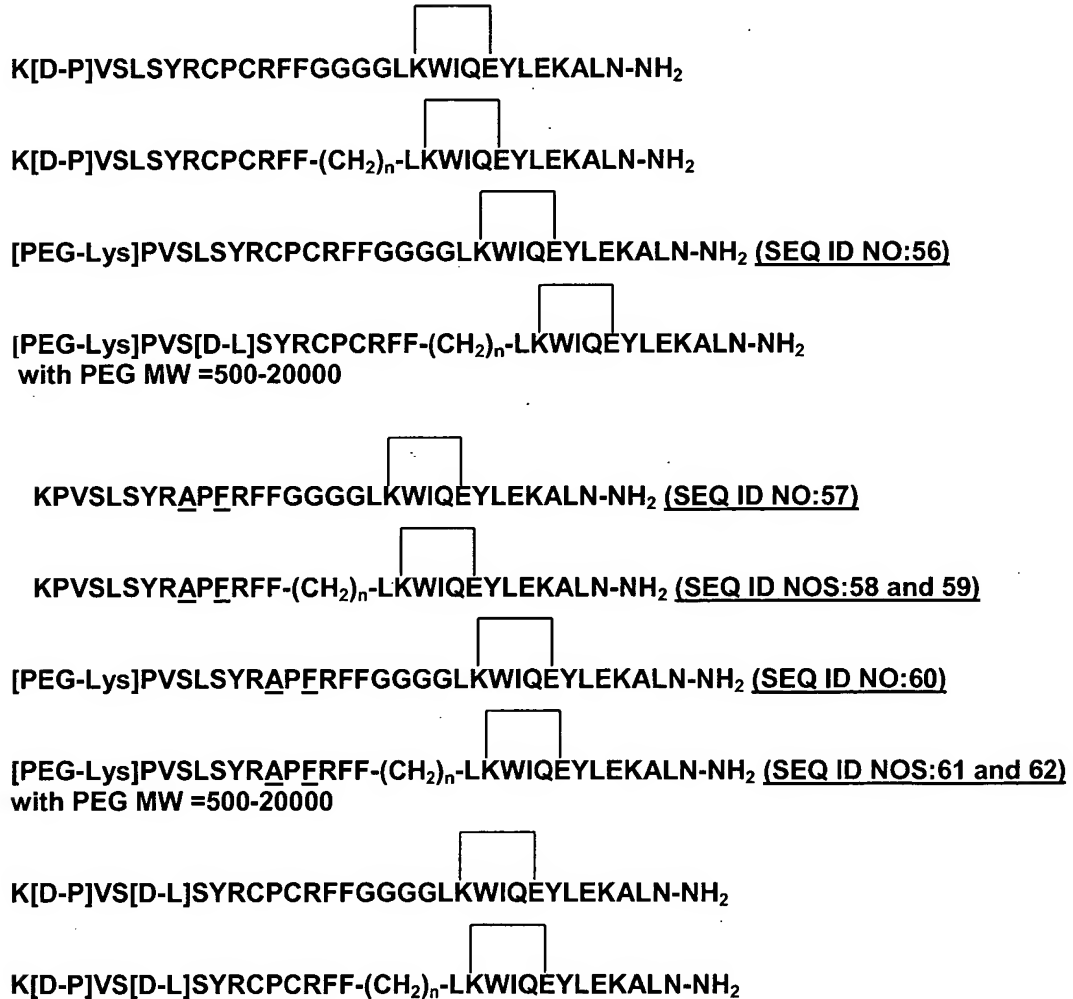 K[D-P]VSLSYRCPCRFFGGGGLKWIQEYLEKALN-NH₂
K[D-P]VSLSYRCPCRFF-(CH₂)ₙ-LKWIQEYLEKALN-NH₂
[PEG-Lys]PVSLSYRCPCRFFGGGGLKWIQEYLEKALN-NH₂ (SEQ ID NO:56)
[PEG-Lys]PVS[D-L]SYRCPCRFF-(CH₂)ₙ-LKWIQEYLEKALN-NH₂
with PEG MW =500-20000
KPVSLSYRAPFRFFGGGGLKWIQEYLEKALN-NH₂ (SEQ ID NO:57)
KPVSLSYRAPFRFF-(CH₂)ₙ-LKWIQEYLEKALN-NH₂ (SEQ ID NOS:58 and 59)
[PEG-Lys]PVSLSYRAPFRFFGGGGLKWIQEYLEKALN-NH₂ (SEQ ID NO:60)
[PEG-Lys]PVSLSYRAPFRFF-(CH₂)ₙ-LKWIQEYLEKALN-NH₂ (SEQ ID NOS:61 and 62)
with PEG MW =500-20000
K[D-P]VS[D-L]SYRCPCRFFGGGGLKWIQEYLEKALN-NH₂
K[D-P]VS[D-L]SYRCPCRFF-(CH₂)ₙ-LKWIQEYLEKALN-NH₂